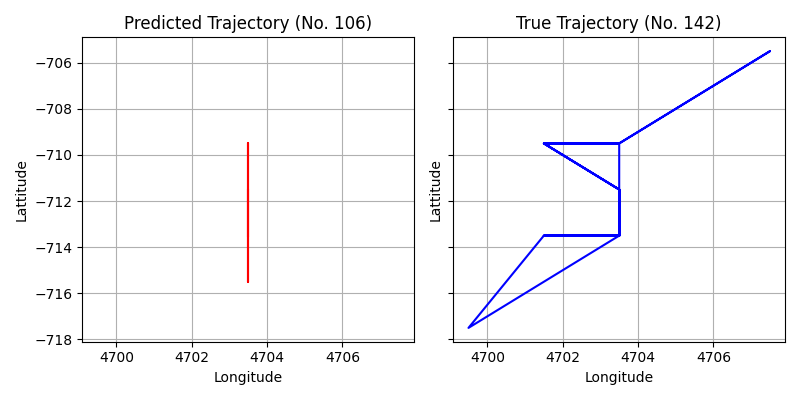 Predicted Trajectory (No. 106)
True Trajectory (No. 142)
Lattitude
−706
−708
−710
−712
−714
−716
−718
4700
4702
4704
4706
Longitude
Lattitude
4700
4702
4704
4706
Longitude